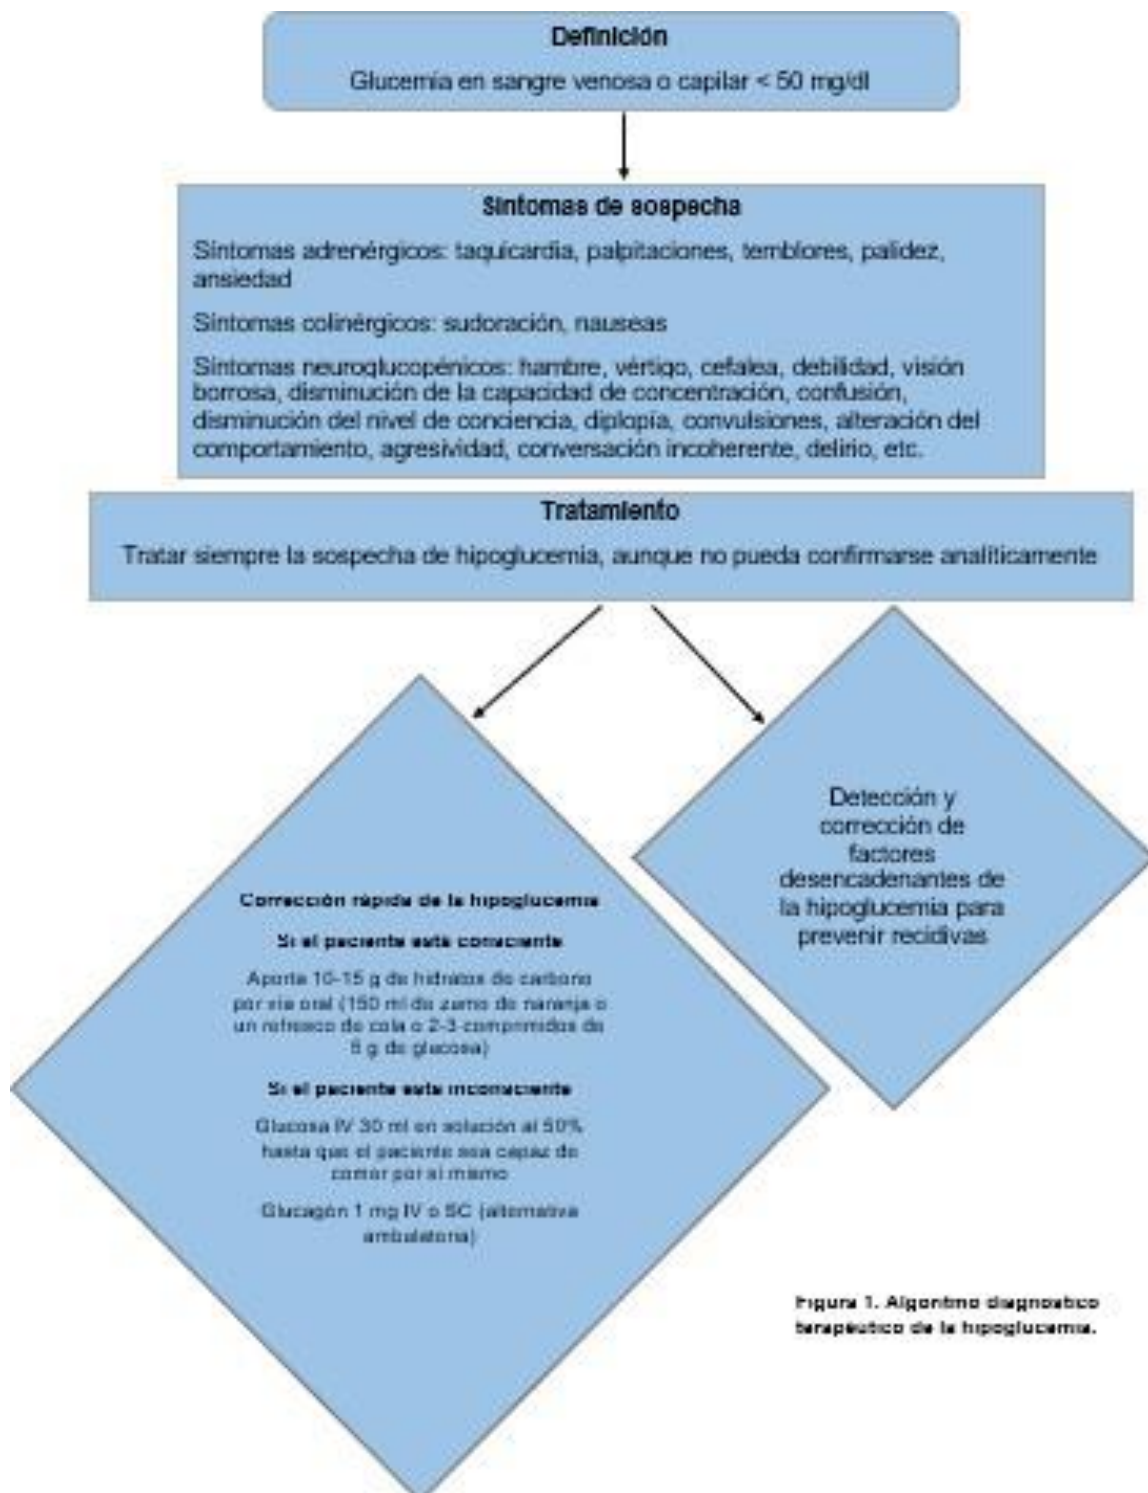 Definición
Glucemia en sangre venosa o capilar < 50 mg/dl
Síntomas de sospecha
Síntomas adrenérgicos: taquicardia, palpitaciones, temblores, palidez,
ansiedad
Síntomas colinérgicos: sudoración, nauseas
Síntomas neuroglucopénicos: hambre, vértigo, cefalea, debilidad, visión
borrosa, disminución de la capacidad de concentración, confusión,
disminución del nivel de conciencia, diplopía, convulsiones, alteración del
comportamiento, agresividad, conversación incoherente, delirio, etc.
Tratamiento
Tratar siempre la sospecha de hipoglucemia, aunque no pueda confirmarse analíticamente
Detección y
corrección de
factores
desencadenantes de
la hipoglucemia para
prevenir recidivas
Corrección rápida de la hipoglucemia
Si el paciente está consciente
Aporta 10-15 g de hidratos de carbono
por vía oral (150 ml de zumo de naranja o
un refresco de cola o 2-3 comprimidos de
5 g de glucosa)
Si el paciente está inconsciente
Glucosa IV 30 ml en solución al 50%
hasta que el paciente sea capaz de
comer por sí mismo
Glucagón 1 mg IV o SC (alternativa
ambulatoria)
Figura 1. Algoritmo diagnóstico
terapéutico de la hipoglucemia.